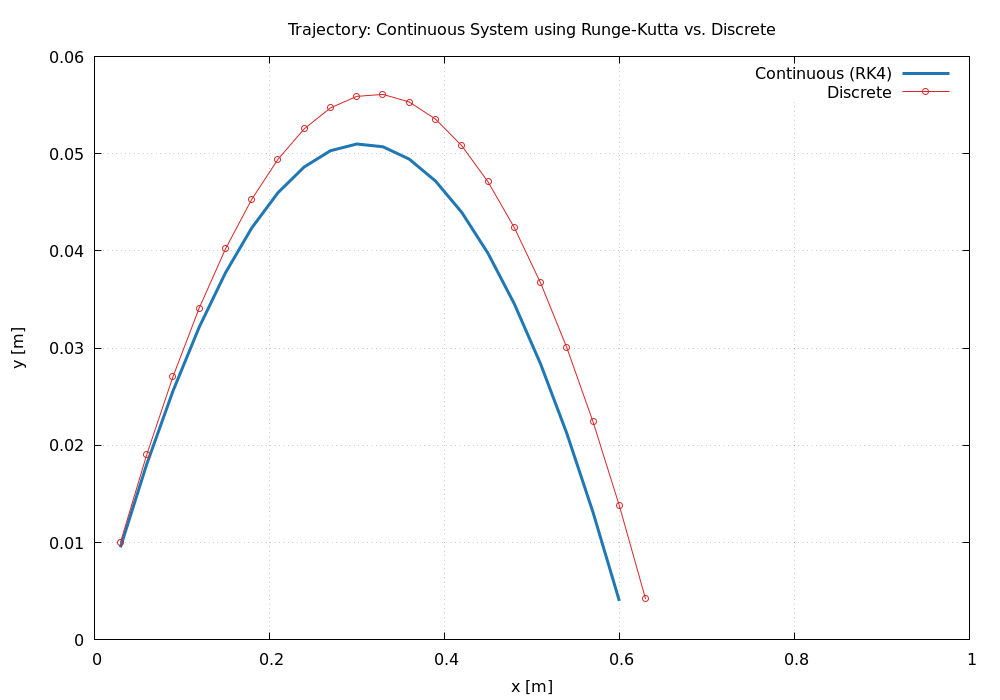 Trajectory: Continuous System using Runge-Kutta vs. Discrete
Continuous (RK4)
Discrete
0.06
0.05
0.04
0.03
0.02
0.01
0
y [m]
0 0.2 0.4 0.6 0.8 1
x [m]